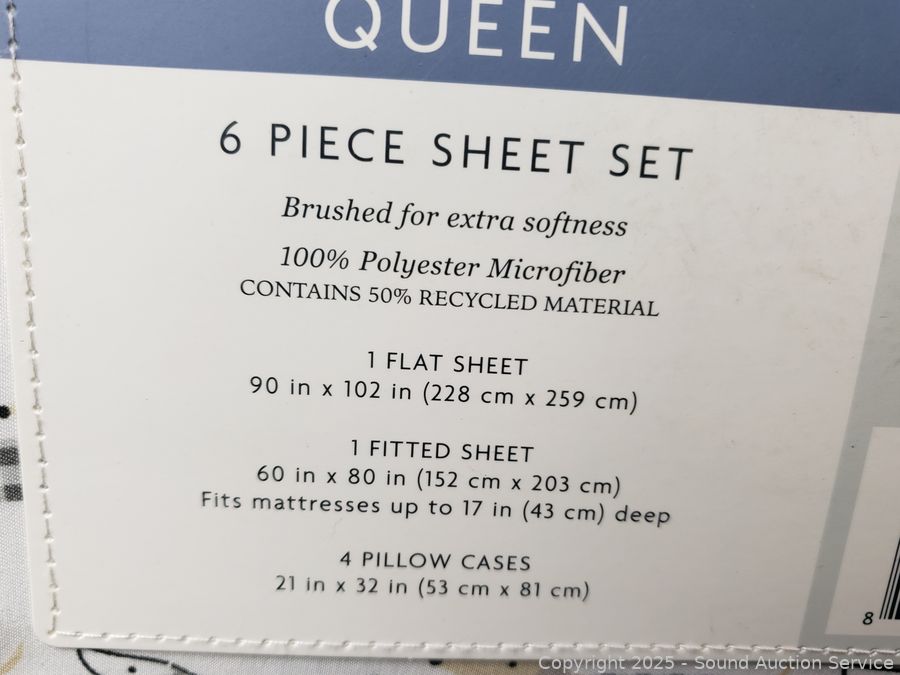 QUEEN
6 PIECE SHEET SET
Brushed for extra softness
100% Polyester Microfiber
CONTAINS 50% RECYCLED MATERIAL
1 FLAT SHEET
90 in x 102 in (228 cm x 259 cm)
1 FITTED SHEET
60 in x 80 in (152 cm x 203 cm)
Fits mattresses up to 17 in (43 cm) deep
4 PILLOW CASES
21 in x 32 in (53 cm x 81 cm)
8
Copyright 2025 - Sound Auction Service